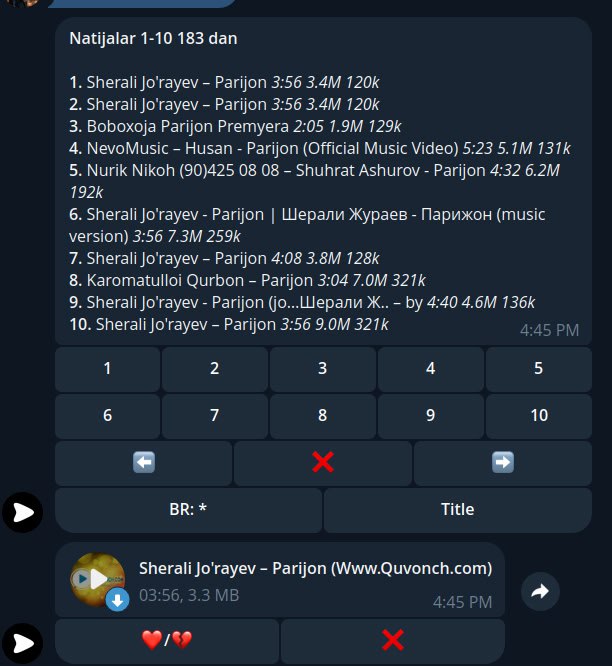 Natijalar 1-10 183 dan
1. Sherali Jo'rayev – Parijon 3:56 3.4M 120k
2. Sherali Jo'rayev – Parijon 3:56 3.4M 120k
3. Boboxoja Parijon Premyera 2:05 1.9M 129k
4. NevoMusic – Husan - Parijon (Official Music Video) 5:23 5.1M 131k
5. Nurik Nikoh (90)425 08 08 – Shuhrat Ashurov - Parijon 4:32 6.2M
192k
6. Sherali Jo'rayev - Parijon | Шерали Жураев - Парижон (music
version) 3:56 7.3M 259k
7. Sherali Jo'rayev – Parijon 4:08 3.8M 128k
8. Karomatulloi Qurbon – Parijon 3:04 7.0M 321k
9. Sherali Jo'rayev - Parijon (jo...Шерали Ж.. – by 4:40 4.6M 136k
10. Sherali Jo'rayev – Parijon 3:56 9.0M 321k
4:45 PM
1 2 3 4 5
6 7 8 9 10
BR: * Title
Sherali Jo'rayev – Parijon (Www.Quvonch.com)
03:56, 3.3 MB
4:45 PM
❤️/💔